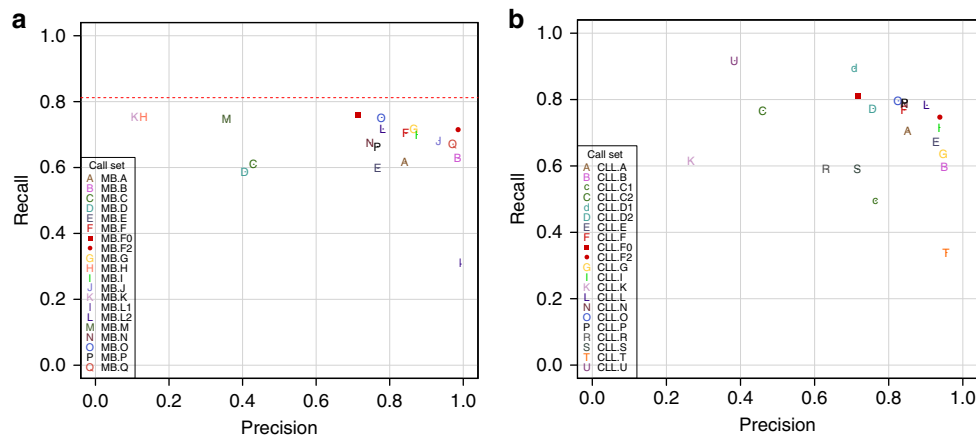 a
Recall
1.0
0.8
0.6
0.4
0.2
0.0
K H
M
O
L
G
F
I
J
N
P
Q
B
A
E
C
D
I
Call set
A MB.A
B MB.B
C MB.C
D MB.D
E MB.E
F MB.F
MB.F0
MB.F2
G MB.G
H MB.H
I MB.I
J MB.J
K MB.K
I MB.L1
L MB.L2
M MB.M
N MB.N
O MB.O
P MB.P
Q MB.Q
0.0 0.2 0.4 0.6 0.8 1.0
Precision
b
Recall
1.0
0.8
0.6
0.4
0.2
0.0
U
d
C
D
O
P
F
L
A
I
E
G
B
K
R
S
c
T
Call set
A CLL.A
B CLL.B
c CLL.C1
C CLL.C2
d CLL.D1
D CLL.D2
E CLL.E
F CLL.F
CLL.F0
CLL.F2
G CLL.G
I CLL.I
K CLL.K
L CLL.L
N CLL.N
O CLL.O
P CLL.P
R CLL.R
S CLL.S
T CLL.T
U CLL.U
0.0 0.2 0.4 0.6 0.8 1.0
Precision